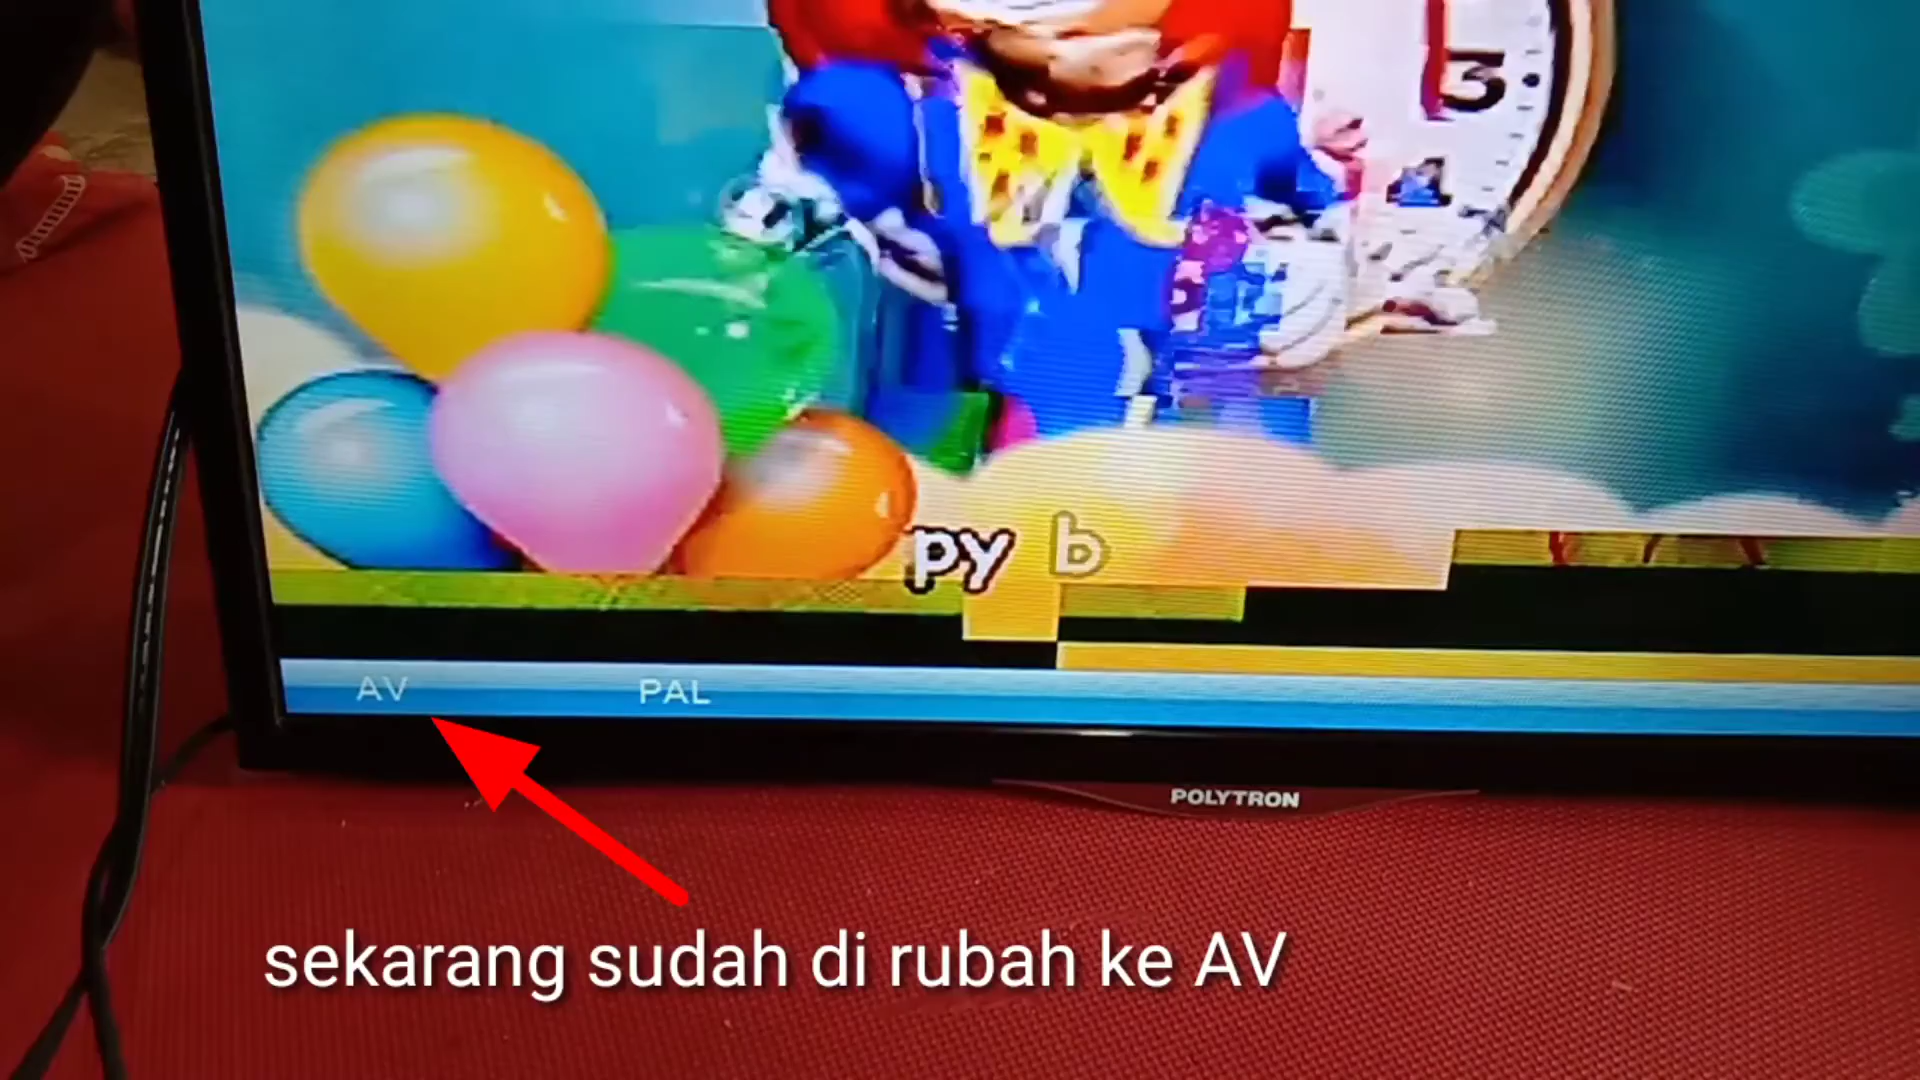 3
4
py b
AV PAL
POLYTRON
sekarang sudah di rubah ke AV